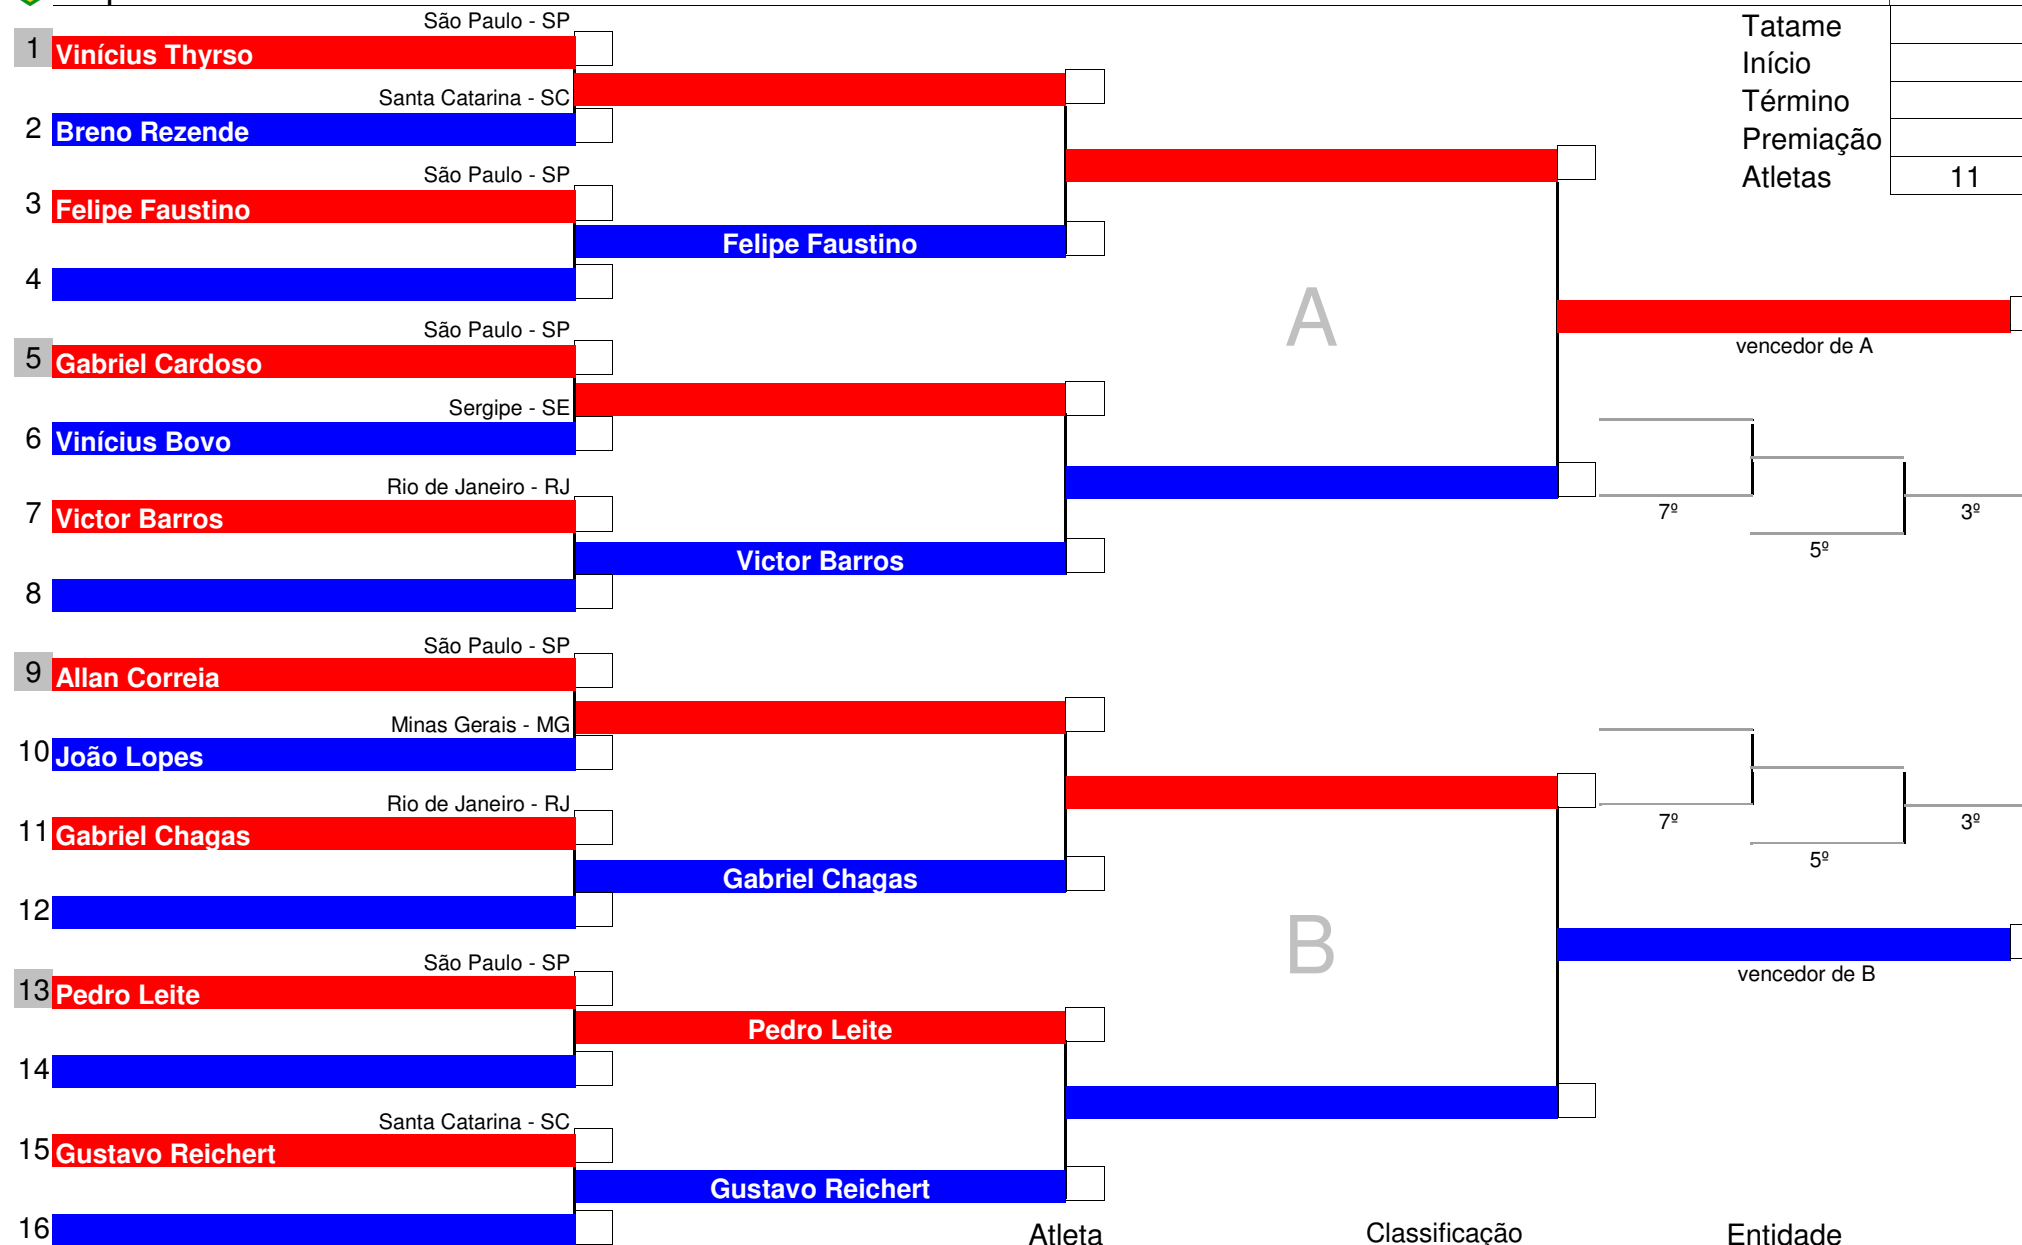 São Paulo - SP
1 Vinícius Thyrso
Santa Catarina - SC
2 Breno Rezende
São Paulo - SP
3 Felipe Faustino
Felipe Faustino
4
São Paulo - SP
5 Gabriel Cardoso
Sergipe - SE
6 Vinícius Bovo
Rio de Janeiro - RJ
7 Victor Barros
Victor Barros
8
São Paulo - SP
9 Allan Correia
Minas Gerais - MG
10 João Lopes
Rio de Janeiro - RJ
11 Gabriel Chagas
Gabriel Chagas
12
São Paulo - SP
13 Pedro Leite
Pedro Leite
14
Santa Catarina - SC
15 Gustavo Reichert
Gustavo Reichert
16
A
B
Tatame
Início
Término
Premiação
Atletas 11
vencedor de A
7º
3º
5º
7º
3º
5º
vencedor de B
Atleta Classificação Entidade